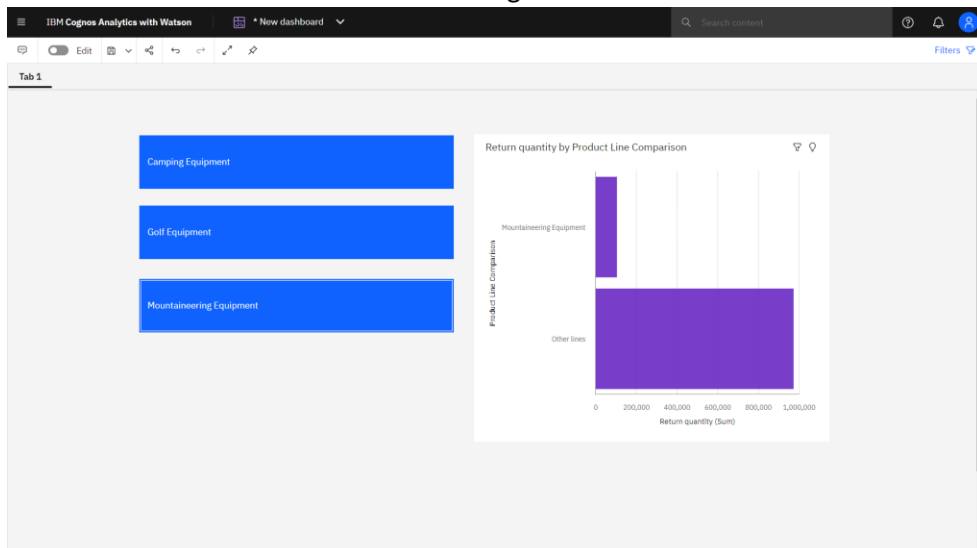 IBM Cognos Analytics with Watson
* New dashboard
Search content
Edit
Filters
Tab 1
Camping Equipment
Golf Equipment
Mountaineering Equipment
Return quantity by Product Line Comparison
Product Line Comparison
Mountaineering Equipment
Other lines
0 200,000 400,000 600,000 800,000 1,000,000
Return quantity (Sum)